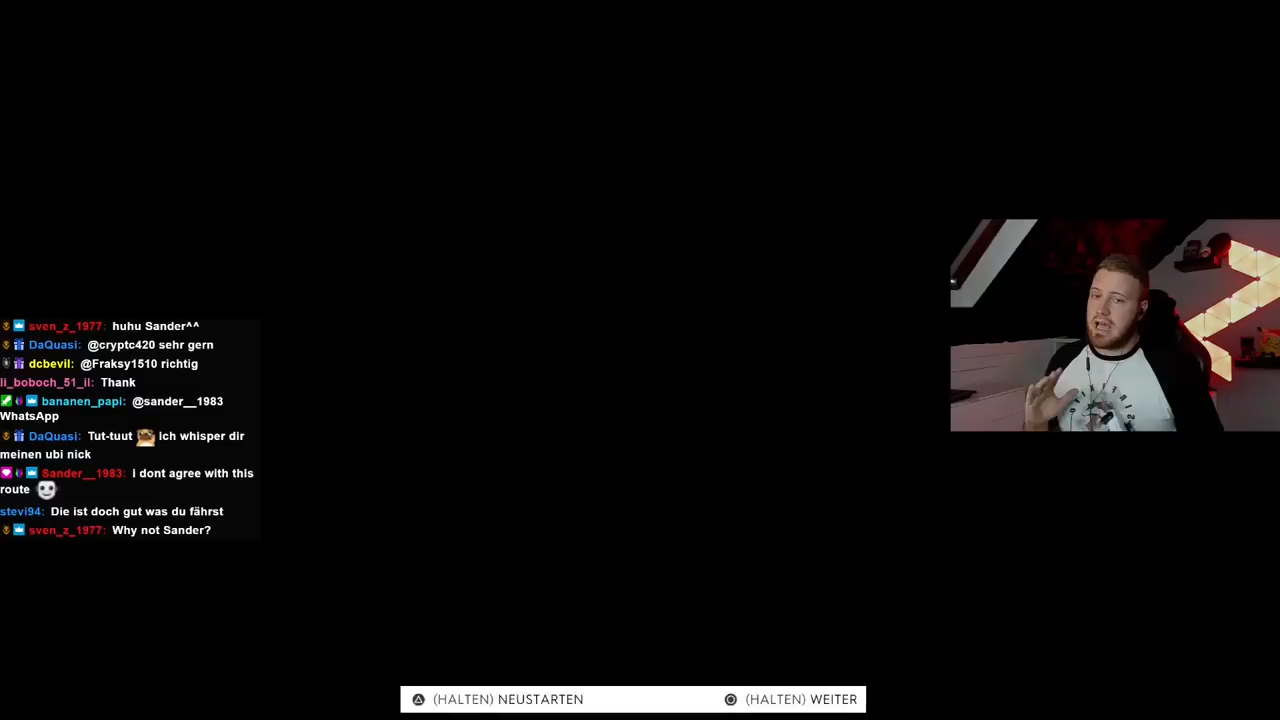 sven_z_1977: huhu Sander^^
DaQuasi: @cryptc420 sehr gern
dcbevil: @Fraksy1510 richtig
li_boboch_51_il: Thank
bananen_papi: @sander__1983
WhatsApp
DaQuasi: Tut-tuut ich whisper dir
meinen ubi nick
Sander__1983: i dont agree with this
route
stevi94: Die ist doch gut was du fährst
sven_z_1977: Why not Sander?
(HALTEN) NEUSTARTEN
(HALTEN) WEITER